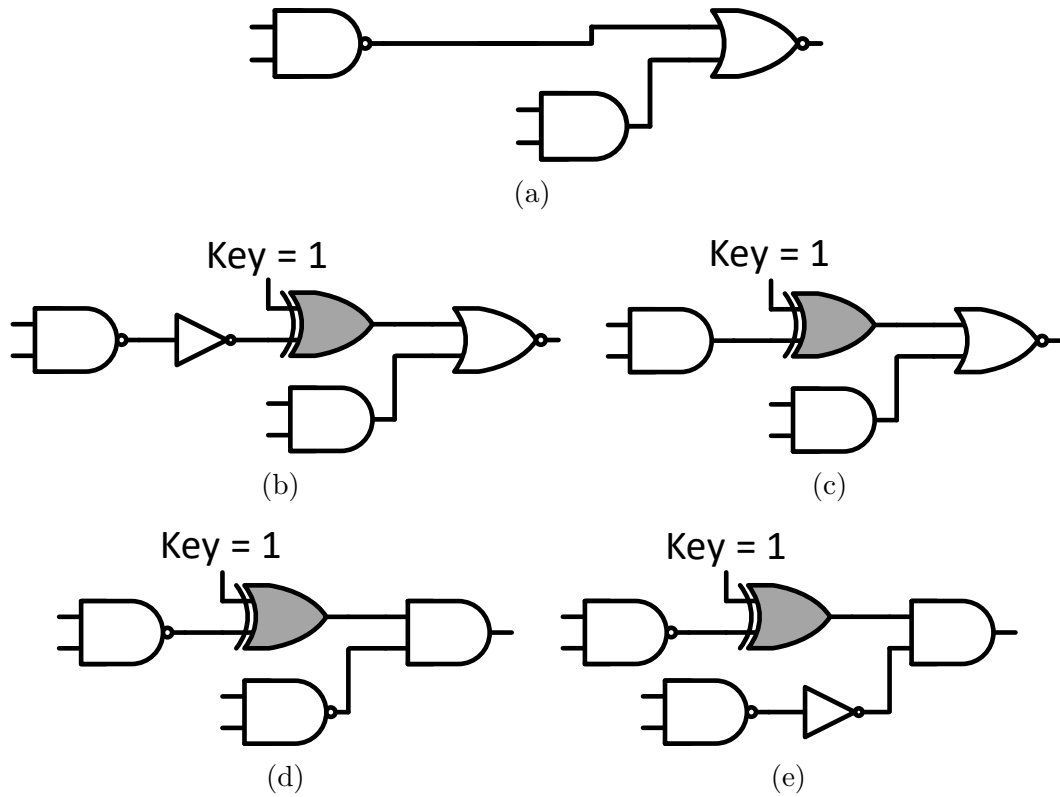 (a)
Key = 1
Key = 1
(b)
(c)
Key = 1
Key = 1
(d)
(e)